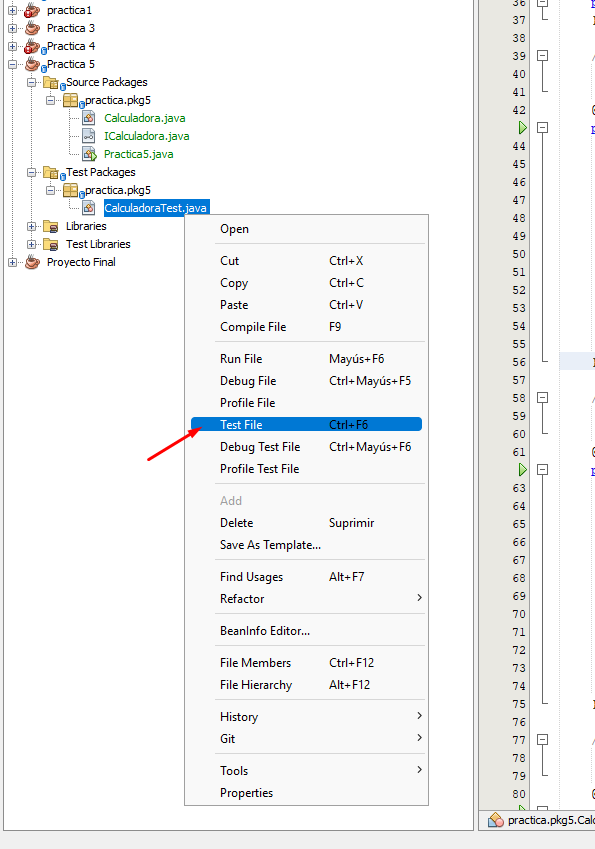 practica1
Practica 3
Practica 4
Practica 5
Source Packages
practica.pkg5
Calculadora.java
ICalculadora.java
Practica5.java
Test Packages
practica.pkg5
CalculadoraTest.java
Libraries
Test Libraries
Proyecto Final
Open
Cut Ctrl+X
Copy Ctrl+C
Paste Ctrl+V
Compile File F9
Run File Mayús+F6
Debug File Ctrl+Mayús+F5
Profile File
Test File Ctrl+F6
Debug Test File Ctrl+Mayús+F6
Profile Test File
Add
Delete Suprimir
Save As Template...
Find Usages Alt+F7
Refactor
BeanInfo Editor...
File Members Ctrl+F12
File Hierarchy Alt+F12
History
Git
Tools
Properties
36
37
38
39
40
41
42
44
45
46
47
48
49
50
51
52
53
54
55
56
57
58
59
60
61
63
64
65
66
67
68
69
70
71
72
73
74
75
76
77
78
79
80
practica.pkg5.Calc